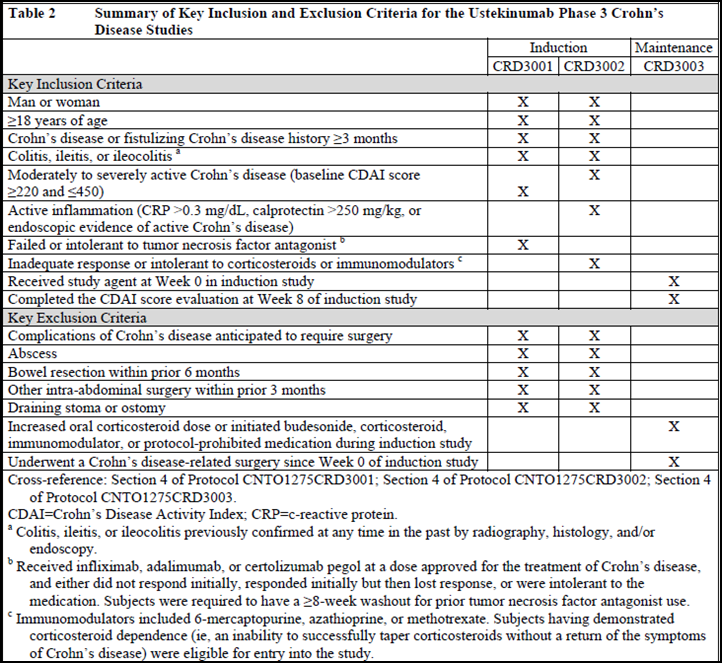 Table 2 Summary of Key Inclusion and Exclusion Criteria for the Ustekinumab Phase 3 Crohn's
Disease Studies
Induction Maintenance
CRD3001 CRD3002 CRD3003
Key Inclusion Criteria
Man or woman X X
≥18 years of age X X
Crohn's disease or fistulizing Crohn's disease history ≥3 months X X
Colitis, ileitis, or ileocolitis a X X
Moderately to severely active Crohn's disease (baseline CDAI score X
≥220 and ≤450) X
Active inflammation (CRP >0.3 mg/dL, calprotectin >250 mg/kg, or X
endoscopic evidence of active Crohn's disease)
Failed or intolerant to tumor necrosis factor antagonist b X
Inadequate response or intolerant to corticosteroids or immunomodulators c X
Received study agent at Week 0 in induction study X
Completed the CDAI score evaluation at Week 8 of induction study X
Key Exclusion Criteria
Complications of Crohn's disease anticipated to require surgery X X
Abscess X X
Bowel resection within prior 6 months X X
Other intra-abdominal surgery within prior 3 months X X
Draining stoma or ostomy X X
Increased oral corticosteroid dose or initiated budesonide, corticosteroid, X
immunomodulator, or protocol-prohibited medication during induction study
Underwent a Crohn's disease-related surgery since Week 0 of induction study X
Cross-reference: Section 4 of Protocol CNTO1275CRD3001; Section 4 of Protocol CNTO1275CRD3002; Section 4
of Protocol CNTO1275CRD3003.
CDAI=Crohn's Disease Activity Index; CRP=c-reactive protein.
a Colitis, ileitis, or ileocolitis previously confirmed at any time in the past by radiography, histology, and/or
endoscopy.
b Received infliximab, adalimumab, or certolizumab pegol at a dose approved for the treatment of Crohn's disease,
and either did not respond initially, responded initially but then lost response, or were intolerant to the
medication. Subjects were required to have a ≥8-week washout for prior tumor necrosis factor antagonist use.
c Immunomodulators included 6-mercaptopurine, azathioprine, or methotrexate. Subjects having demonstrated
corticosteroid dependence (ie, an inability to successfully taper corticosteroids without a return of the symptoms
of Crohn's disease) were eligible for entry into the study.